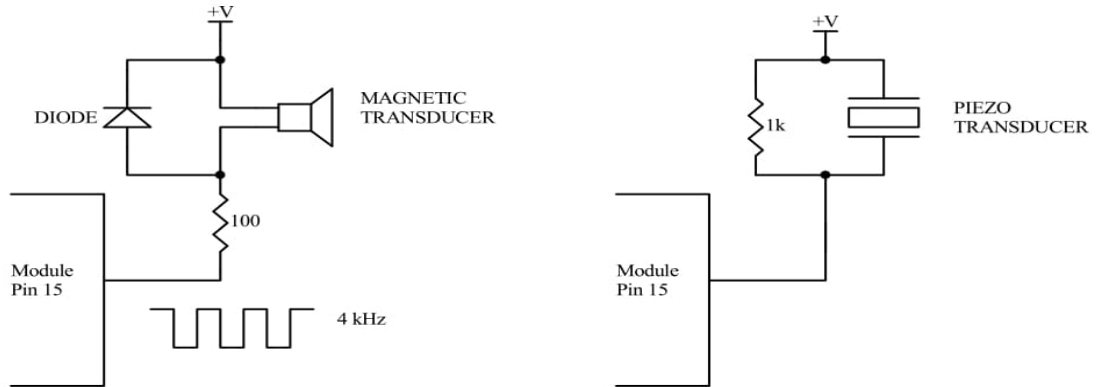 +V
DIODE
MAGNETIC
TRANSDUCER
100
Module
Pin 15
4 kHz
+V
1k
PIEZO
TRANSDUCER
Module
Pin 15